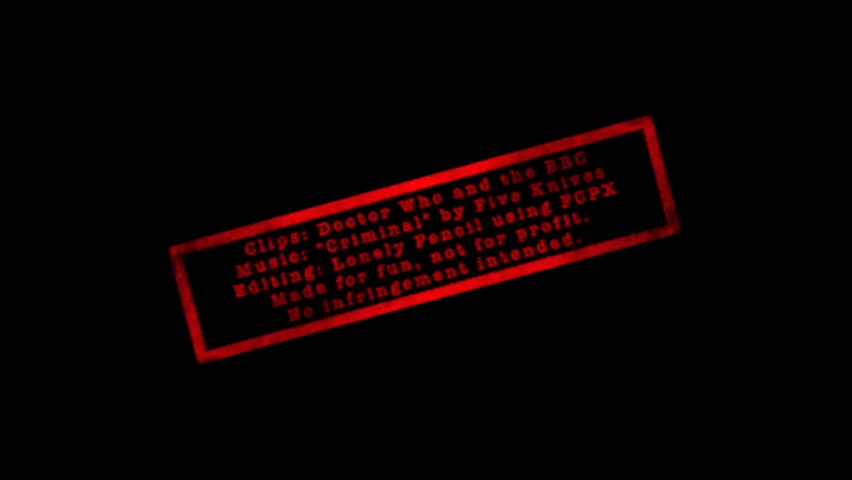 Clips: Doctor Who and the BBC
Music: "Criminal" by Five Knives
Editing: Lonely Pencil using FCPX
Made for fun, not for profit.
No infringement intended.